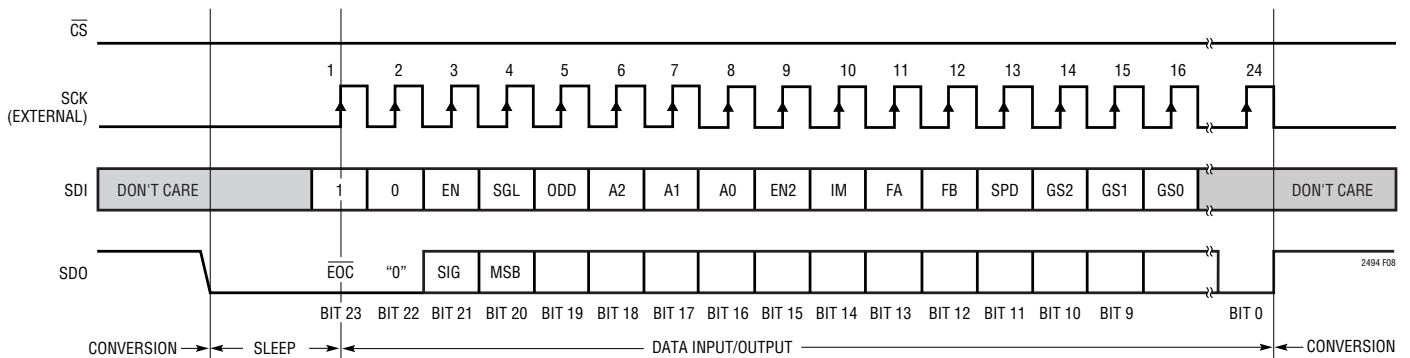 CS
1 2 3 4 5 6 7 8 9 10 11 12 13 14 15 16 24
SCK
(EXTERNAL)
SDI DON'T CARE 1 0 EN SGL ODD A2 A1 A0 EN2 IM FA FB SPD GS2 GS1 GS0 DON'T CARE
SDO EOC "0" SIG MSB
2494 F08
BIT 23 BIT 22 BIT 21 BIT 20 BIT 19 BIT 18 BIT 17 BIT 16 BIT 15 BIT 14 BIT 13 BIT 12 BIT 11 BIT 10 BIT 9 BIT 0
CONVERSION SLEEP DATA INPUT/OUTPUT CONVERSION